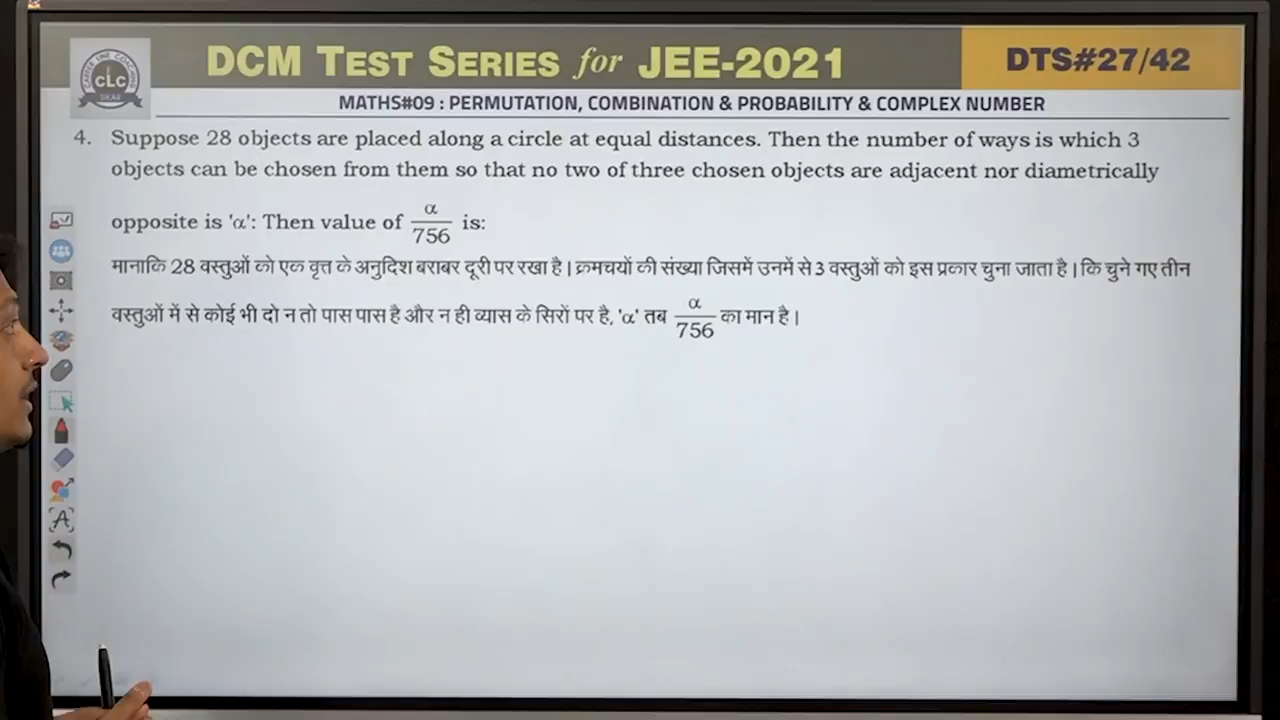 DCM TEST SERIES for JEE-2021
DTS#27/42
CLC
MATHS#09 : PERMUTATION, COMBINATION & PROBABILITY & COMPLEX NUMBER
4. Suppose 28 objects are placed along a circle at equal distances. Then the number of ways is which 3
objects can be chosen from them so that no two of three chosen objects are adjacent nor diametrically
opposite is 'α': Then value of α/756 is:
मानाकि 28 वस्तुओं को एक वृत्त के अनुदिश बराबर दूरी पर रखा है। क्रमचयों की संख्या जिसमें उनमें से 3 वस्तुओं को इस प्रकार चुना जाता है। कि चुने गए तीन
वस्तुओं में से कोई भी दो न तो पास पास है और न ही व्यास के सिरों पर है, 'α' तब α/756 का मान है।
A